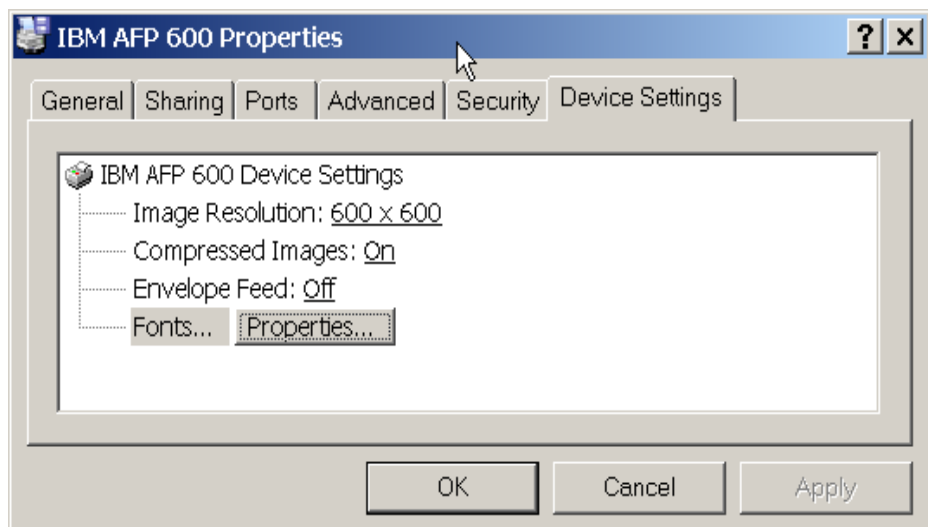 IBM AFP 600 Properties
General Sharing Ports Advanced Security Device Settings
IBM AFP 600 Device Settings
Image Resolution: 600 x 600
Compressed Images: On
Envelope Feed: Off
Fonts... Properties...
OK Cancel Apply